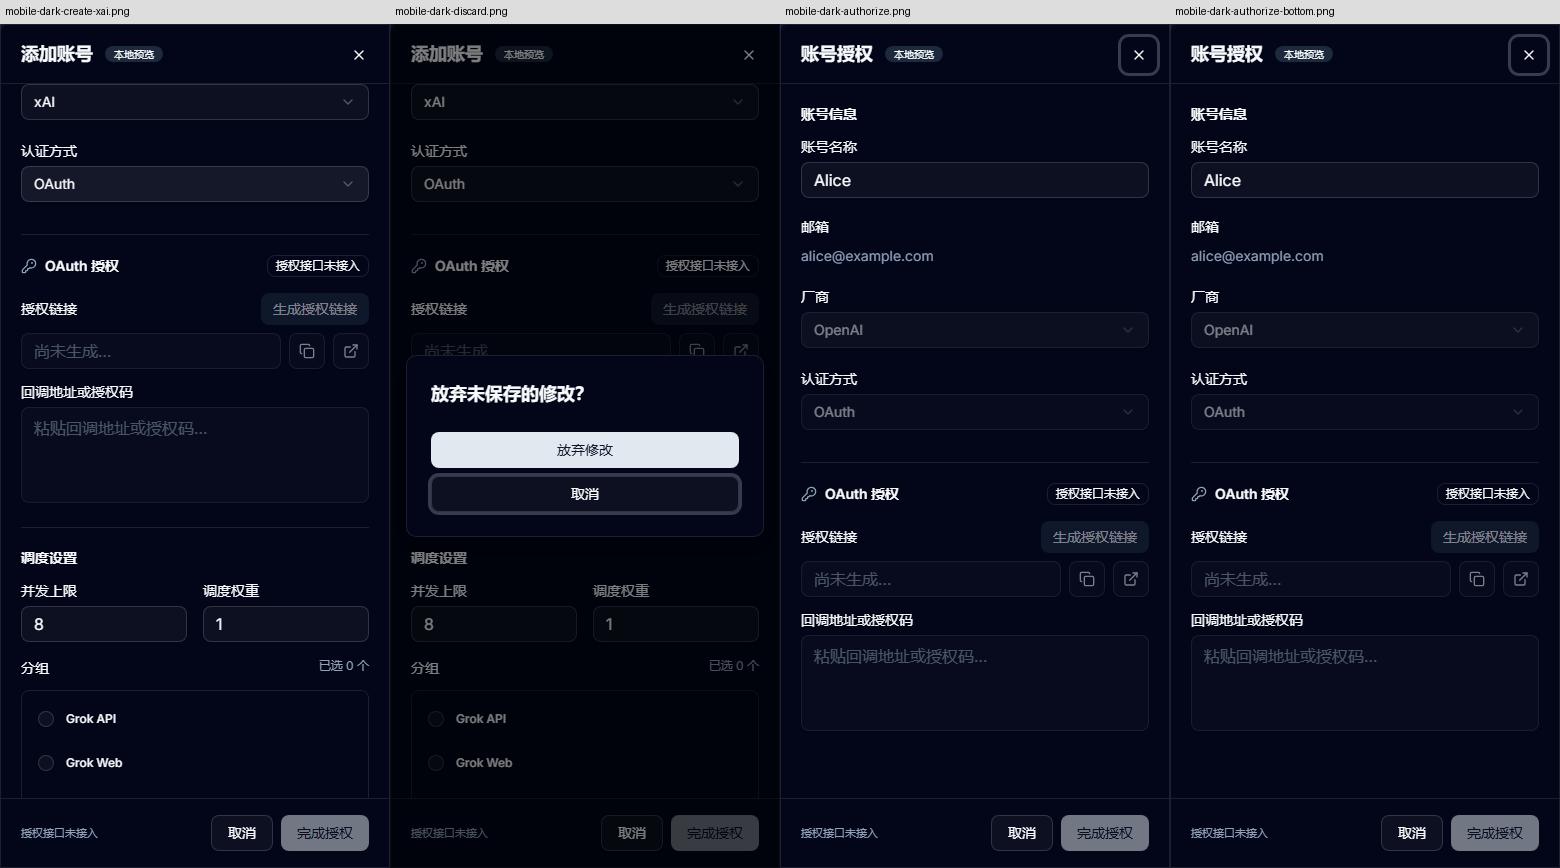 mobile-dark-create-xai.png
添加账号
本地预览
xAI
认证方式
OAuth
OAuth 授权
授权接口未接入
授权链接
生成授权链接
尚未生成...
回调地址或授权码
粘贴回调地址或授权码...
调度设置
并发上限
调度权重
8
1
分组
已选 0 个
Grok API
Grok Web
授权接口未接入
取消
完成授权
mobile-dark-discard.png
添加账号
本地预览
xAI
认证方式
OAuth
OAuth 授权
授权接口未接入
授权链接
生成授权链接
尚未生成
放弃未保存的修改?
放弃修改
取消
调度设置
并发上限
调度权重
8
1
分组
已选 0 个
Grok API
Grok Web
授权接口未接入
取消
完成授权
mobile-dark-authorize.png
账号授权
本地预览
账号信息
账号名称
Alice
邮箱
alice@example.com
厂商
OpenAI
认证方式
OAuth
OAuth 授权
授权接口未接入
授权链接
生成授权链接
尚未生成...
回调地址或授权码
粘贴回调地址或授权码...
授权接口未接入
取消
完成授权
mobile-dark-authorize-bottom.png
账号授权
本地预览
账号信息
账号名称
Alice
邮箱
alice@example.com
厂商
OpenAI
认证方式
OAuth
OAuth 授权
授权接口未接入
授权链接
生成授权链接
尚未生成...
回调地址或授权码
粘贴回调地址或授权码...
授权接口未接入
取消
完成授权